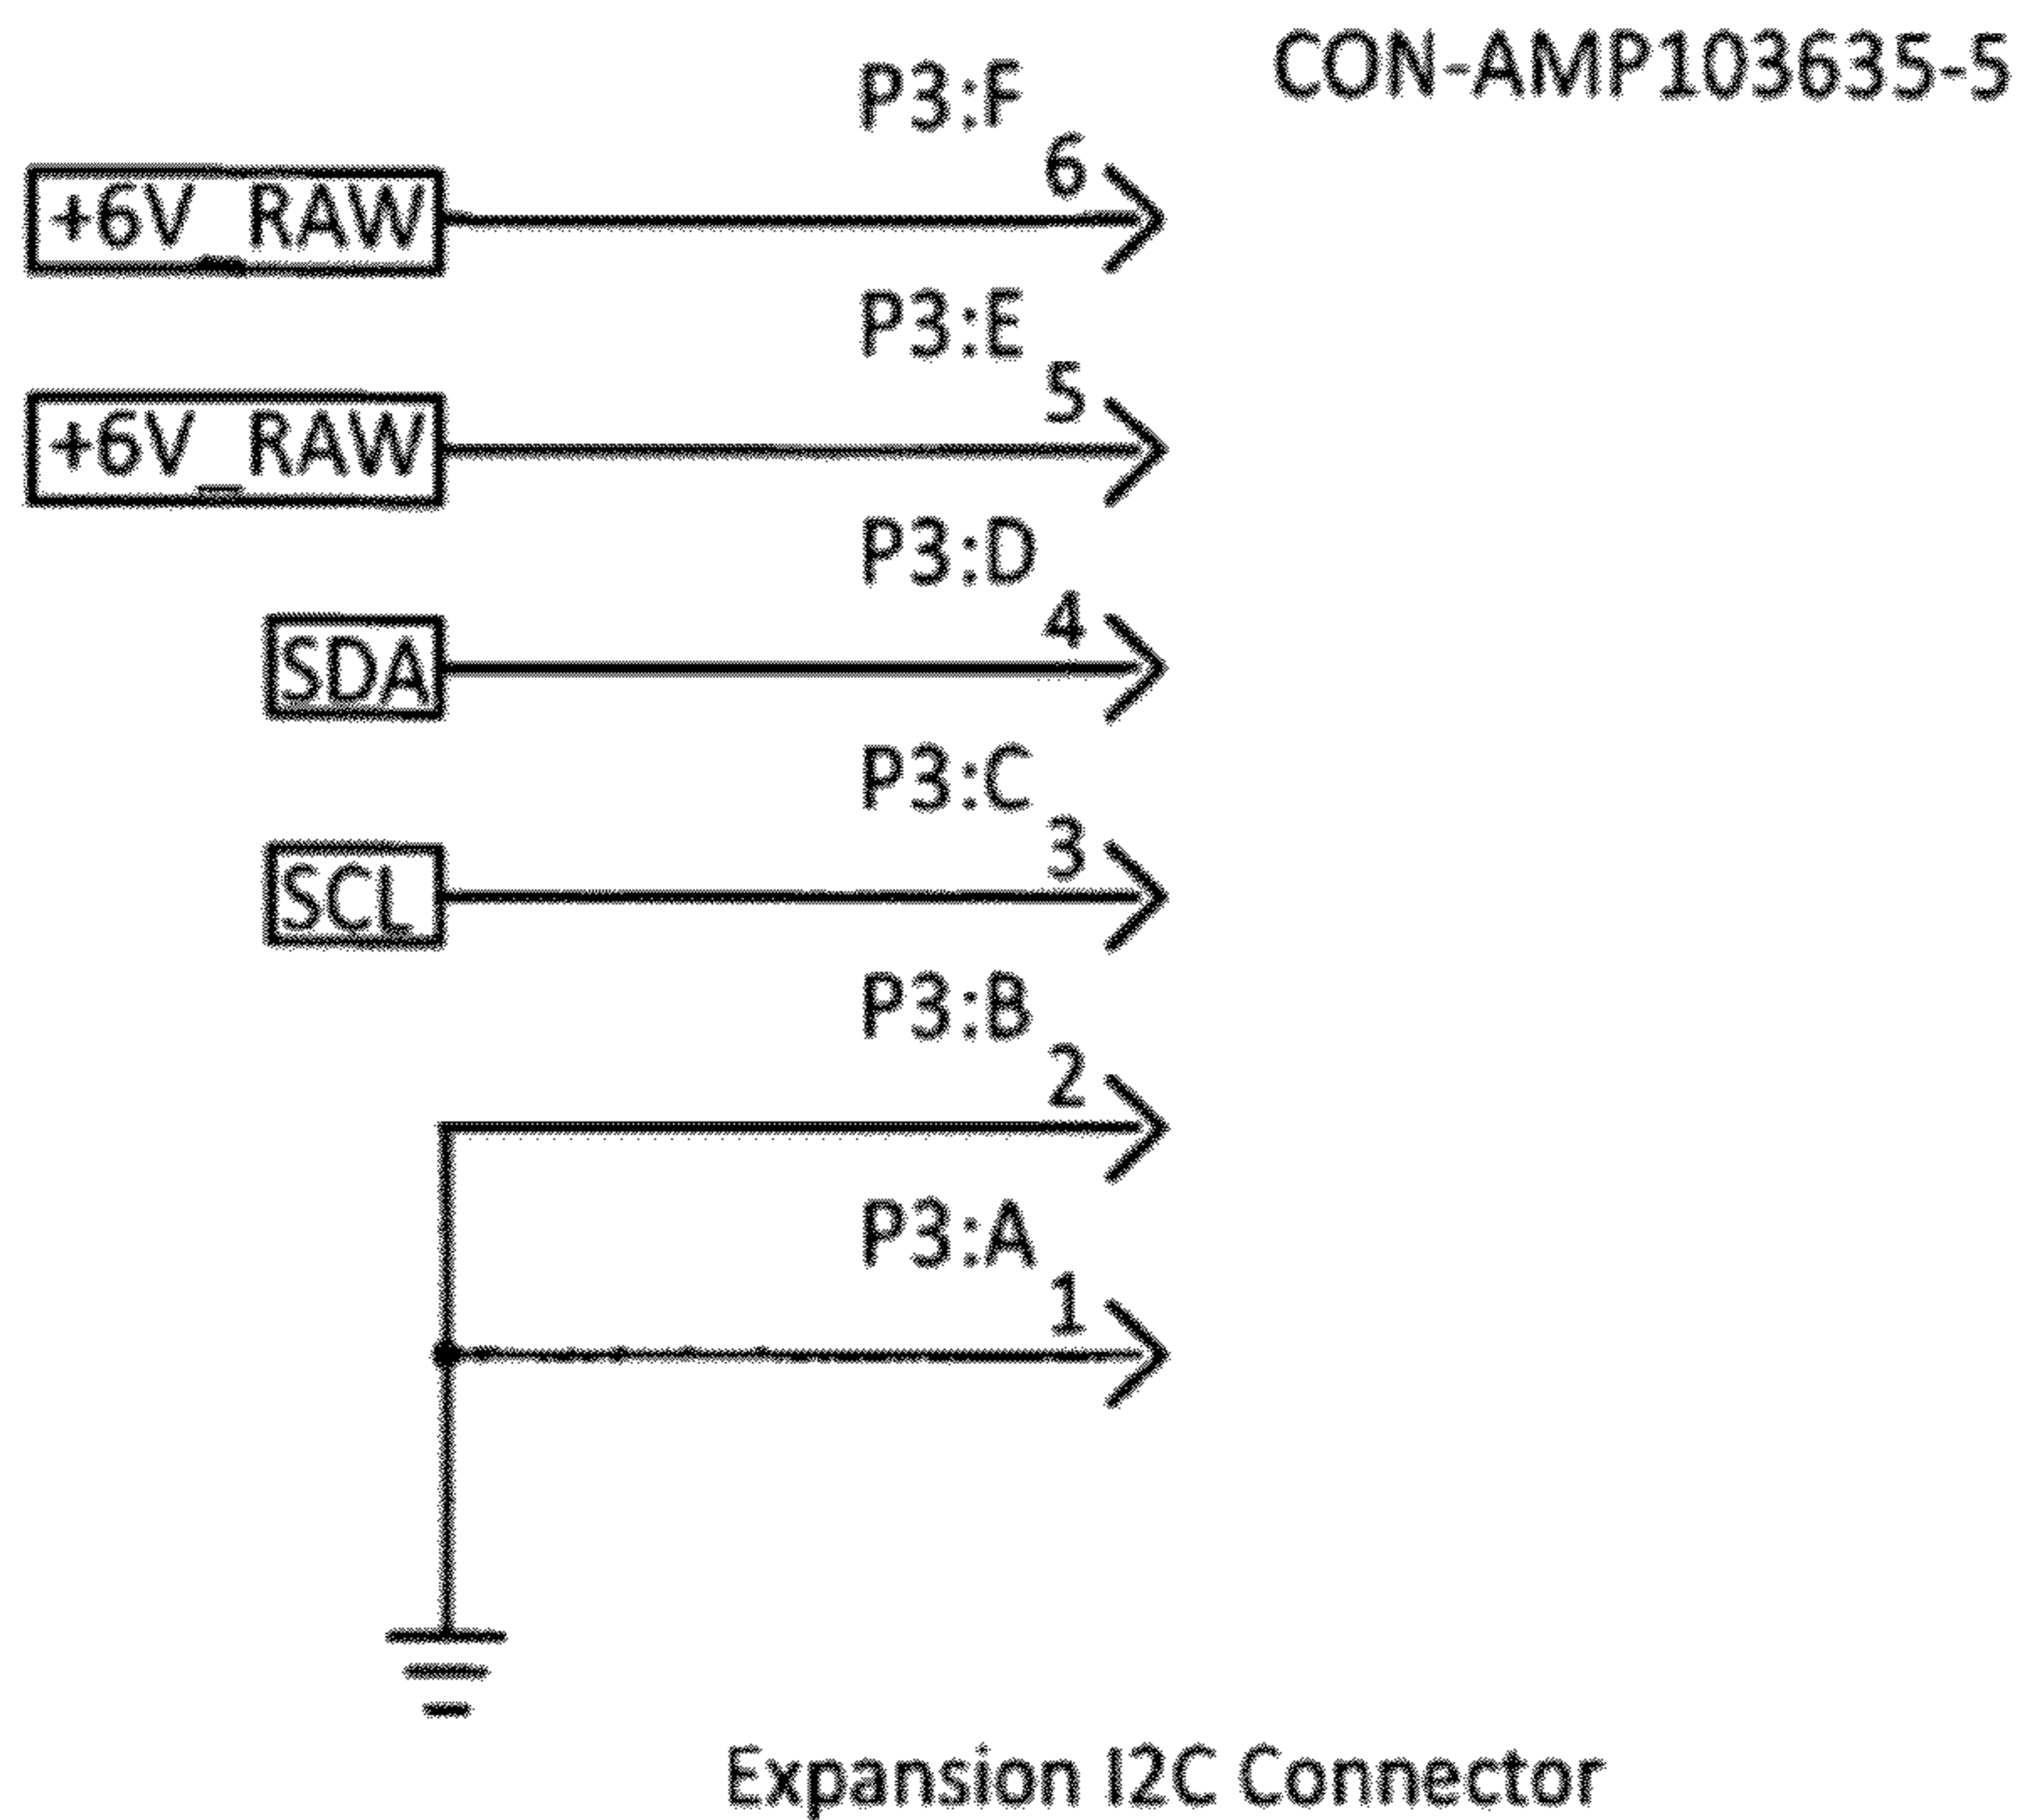 CON-AMP103635-5
P3:F
6
+6V_RAW
P3:E
5
+6V_RAW
P3:D
4
SDA
P3:C
3
SCL
P3:B
2
P3:A
1
Expansion I2C Connector